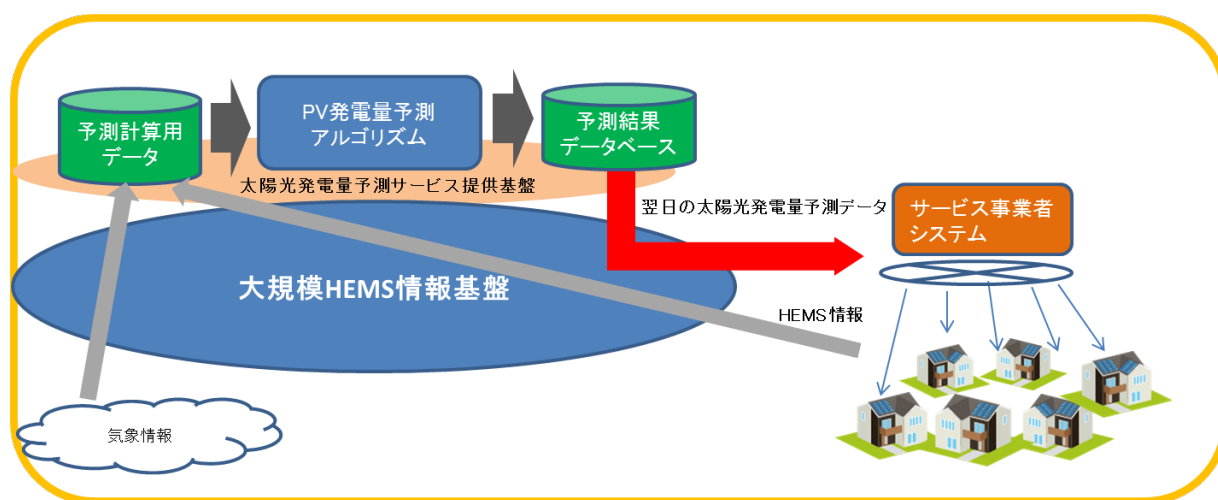 予測計算用
データ
PV発電量予測
アルゴリズム
予測結果
データベース
太陽光発電量予測サービス提供基盤
翌日の太陽光発電量予測データ
サービス事業者
システム
大規模HEMS情報基盤
HEMS情報
気象情報